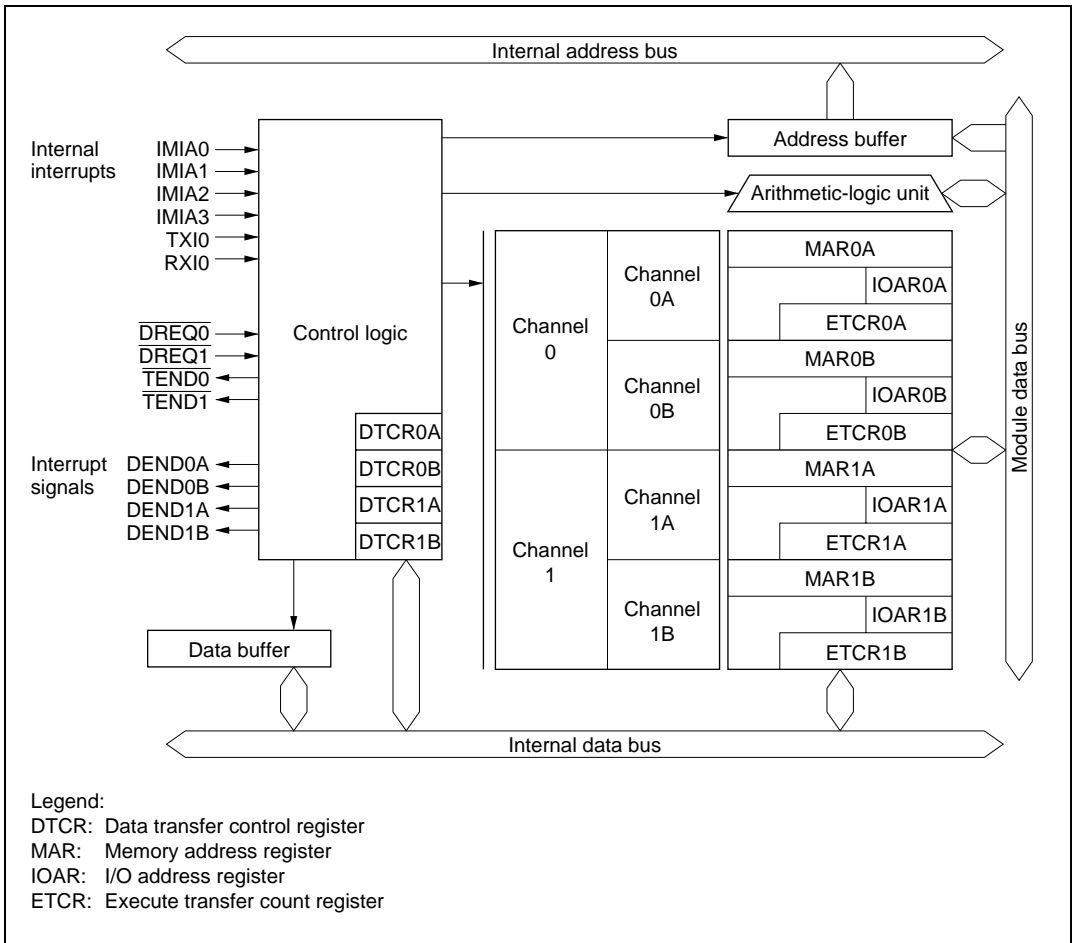 Internal address bus
Address buffer
Arithmetic-logic unit
Internal
interrupts
IMIA0
IMIA1
IMIA2
IMIA3
TXI0
RXI0
DREQ0
DREQ1
TEND0
TEND1
Interrupt
signals
DEND0A
DEND0B
DEND1A
DEND1B
Control logic
DTCR0A
DTCR0B
DTCR1A
DTCR1B
Data buffer
Channel
0
Channel
0A
Channel
0B
Channel
1
Channel
1A
Channel
1B
MAR0A
IOAR0A
ETCR0A
MAR0B
IOAR0B
ETCR0B
MAR1A
IOAR1A
ETCR1A
MAR1B
IOAR1B
ETCR1B
Module data bus
Internal data bus
Legend:
DTCR: Data transfer control register
MAR: Memory address register
IOAR: I/O address register
ETCR: Execute transfer count register